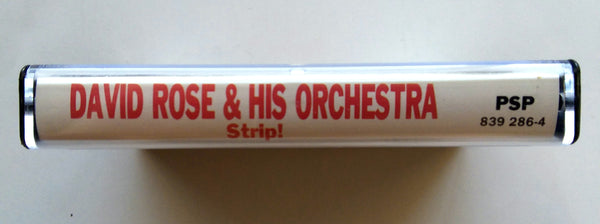 DAVID ROSE & HIS ORCHESTRA
Strip!
PSP
839 286-4